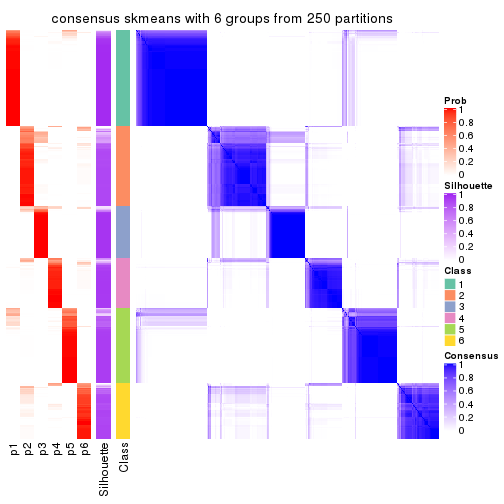 consensus skmeans with 6 groups from 250 partitions
Prob
1
0.8
0.6
0.4
0.2
0
Silhouette
1
0.8
0.6
0.4
0.2
0
Class
1
2
3
4
5
6
Consensus
1
0.8
0.6
0.4
0.2
0
p1
p2
p3
p4
p5
p6
Silhouette
Class